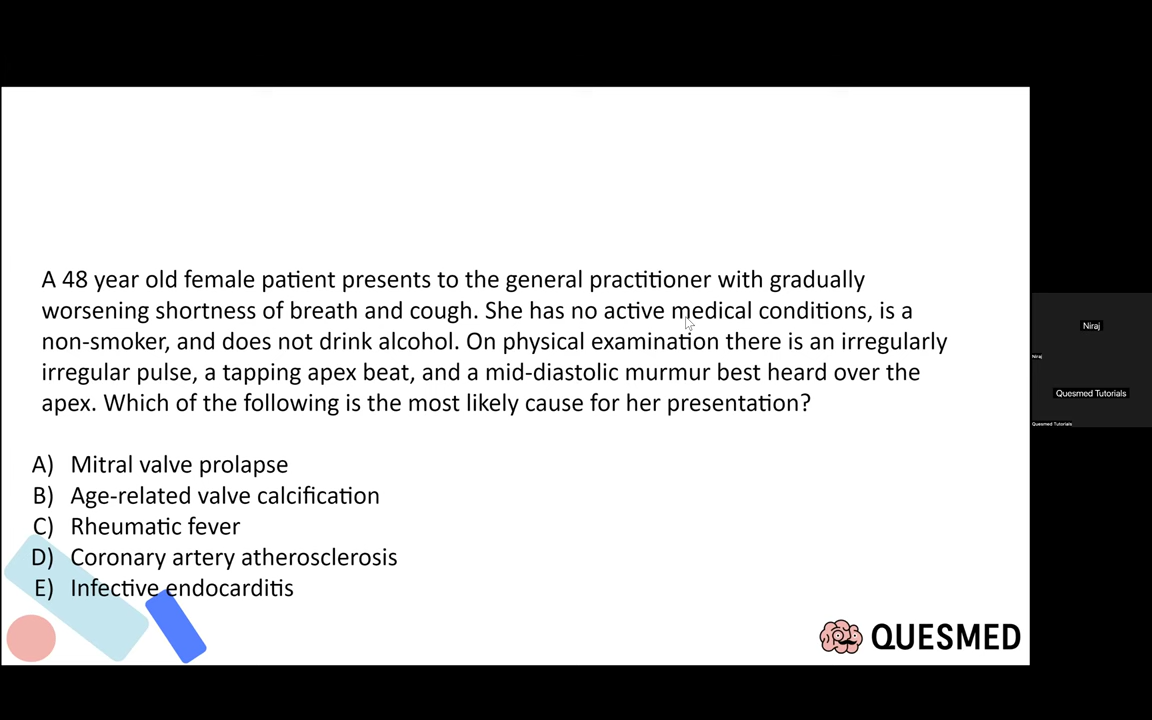 A 48 year old female patient presents to the general practitioner with gradually
worsening shortness of breath and cough. She has no active medical conditions, is a
non-smoker, and does not drink alcohol. On physical examination there is an irregularly
irregular pulse, a tapping apex beat, and a mid-diastolic murmur best heard over the
apex. Which of the following is the most likely cause for her presentation?
A) Mitral valve prolapse
B) Age-related valve calcification
C) Rheumatic fever
D) Coronary artery atherosclerosis
E) Infective endocarditis
QUESMED
Niraj
Niraj
Quesmed Tutorials
Quesmed Tutorials